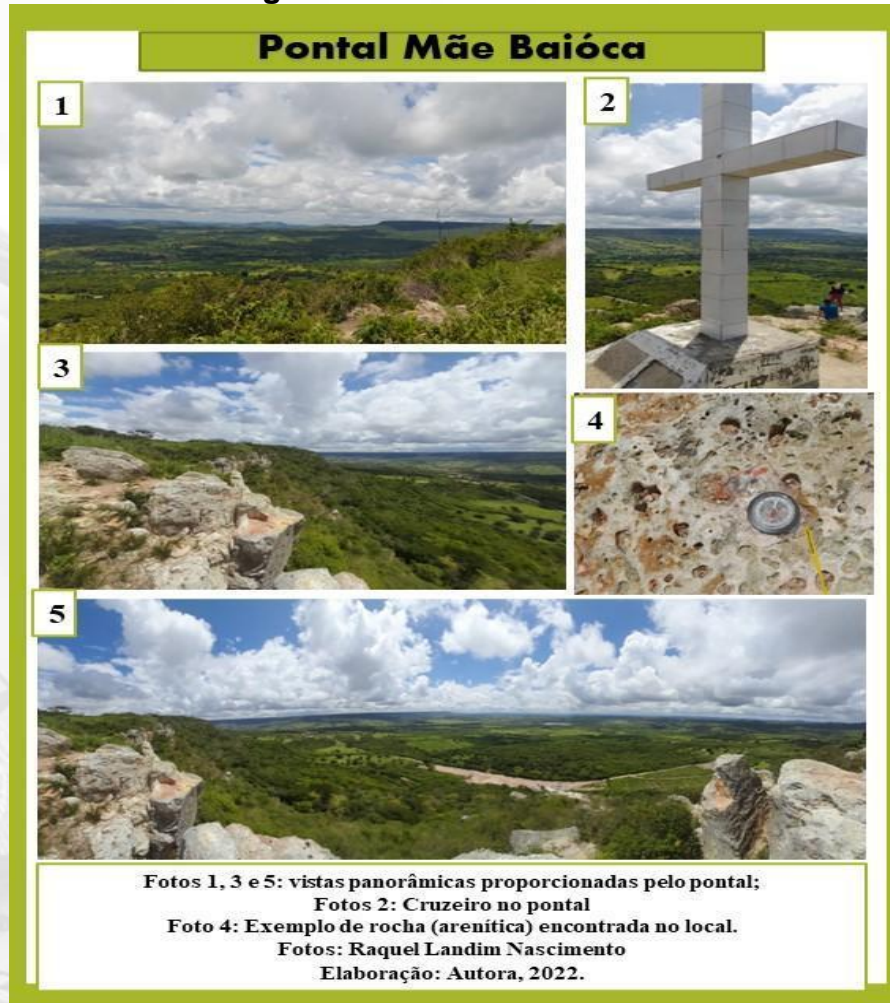 Pontal Mãe Baióca
1
2
3
4
5
Fotos 1, 3 e 5: vistas panorâmicas proporcionadas pelo pontal;
Fotos 2: Cruzeiro no pontal
Foto 4: Exemplo de rocha (arenítica) encontrada no local.
Fotos: Raquel Landim Nascimento
Elaboração: Autora, 2022.